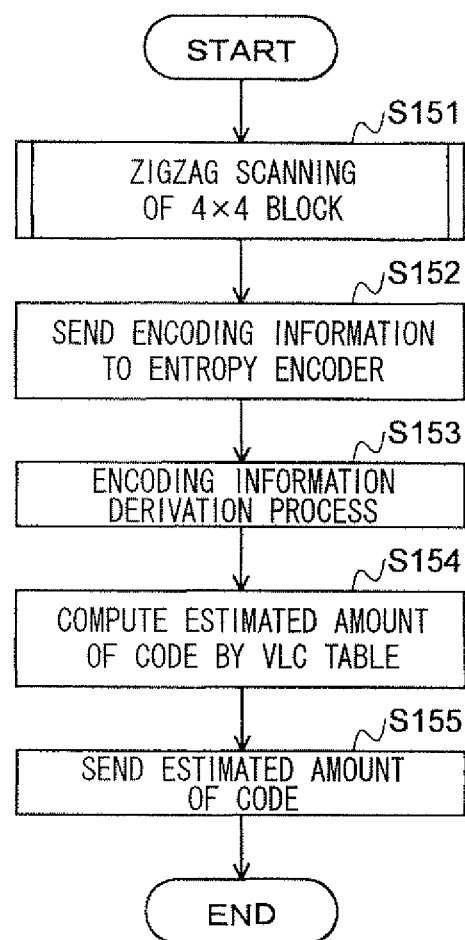 START
S151
ZIGZAG SCANNING
OF 4×4 BLOCK
S152
SEND ENCODING INFORMATION
TO ENTROPY ENCODER
S153
ENCODING INFORMATION
DERIVATION PROCESS
S154
COMPUTE ESTIMATED AMOUNT
OF CODE BY VLC TABLE
S155
SEND ESTIMATED AMOUNT
OF CODE
END